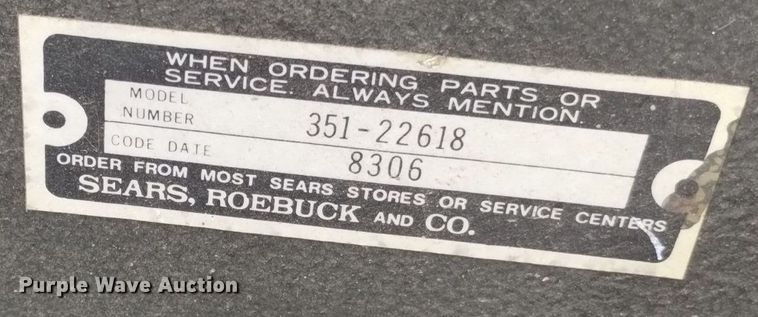 WHEN ORDERING PARTS OR
SERVICE. ALWAYS MENTION
MODEL
NUMBER 351-22618
CODE DATE 8306
ORDER FROM MOST SEARS STORES OR SERVICE CENTERS
SEARS, ROEBUCK AND CO.
Purple Wave Auction